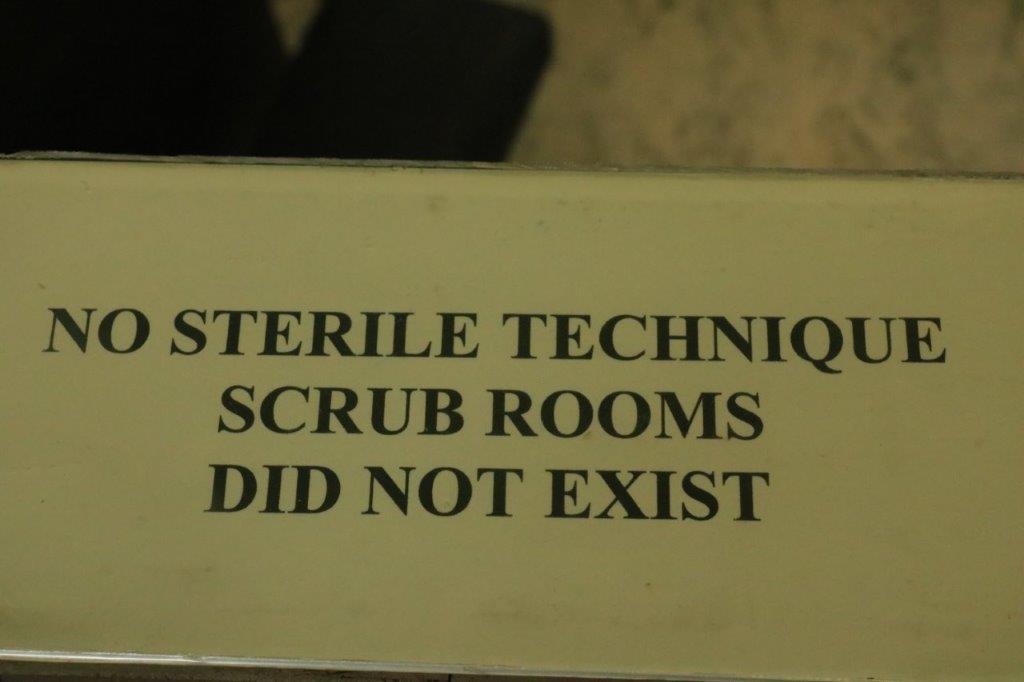 NO STERILE TECHNIQUE
SCRUB ROOMS
DID NOT EXIST